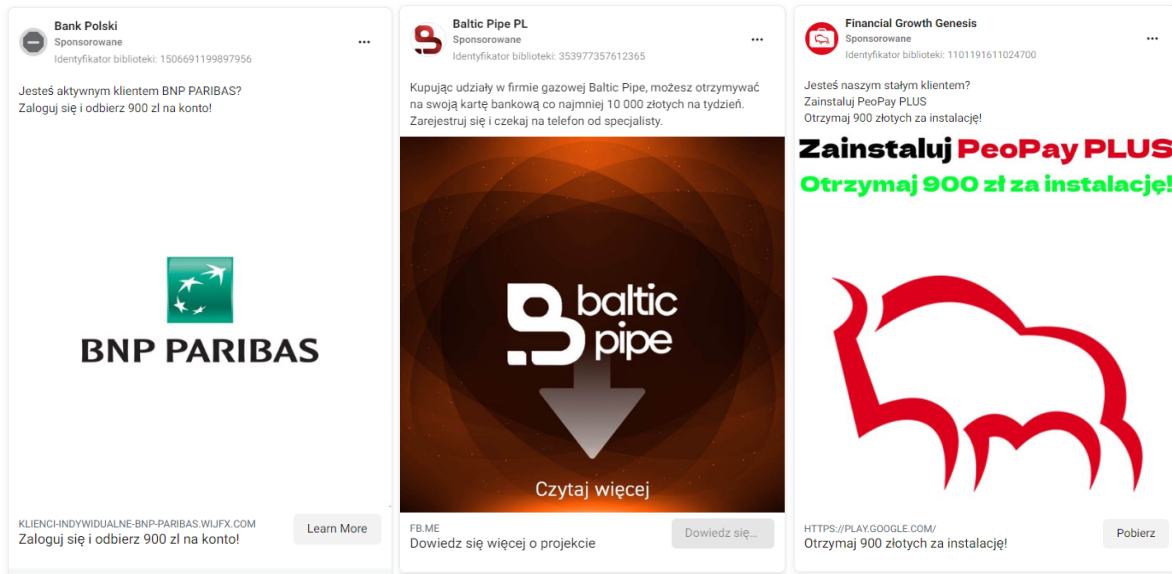 Bank Polski
Sponsorowane
Identyfikator biblioteki: 1506691199897956
Jesteś aktywnym klientem BNP PARIBAS?
Zaloguj się i odbierz 900 zl na konto!
BNP PARIBAS
KLIENCI-INDYWIDUALNE-BNP-PARIBAS.WIJFX.COM
Zaloguj się i odbierz 900 zl na konto!
Learn More
Baltic Pipe PL
Sponsorowane
Identyfikator biblioteki: 353977357612365
Kupując udziały w firmie gazowej Baltic Pipe, możesz otrzymywać
na swoją kartę bankową co najmniej 10 000 złotych na tydzień.
Zarejestruj się i czekaj na telefon od specjalisty.
baltic
pipe
Czytaj więcej
FB.ME
Dowiedz się więcej o projekcie
Dowiedz się...
Financial Growth Genesis
Sponsorowane
Identyfikator biblioteki: 1101191611024700
Jesteś naszym stałym klientem?
Zainstaluj PeoPay PLUS
Otrzymaj 900 złotych za instalację!
Zainstaluj PeoPay PLUS
Otrzymaj 900 zł za instalację!
HTTPS://PLAY.GOOGLE.COM/
Otrzymaj 900 złotych za instalację!
Pobierz